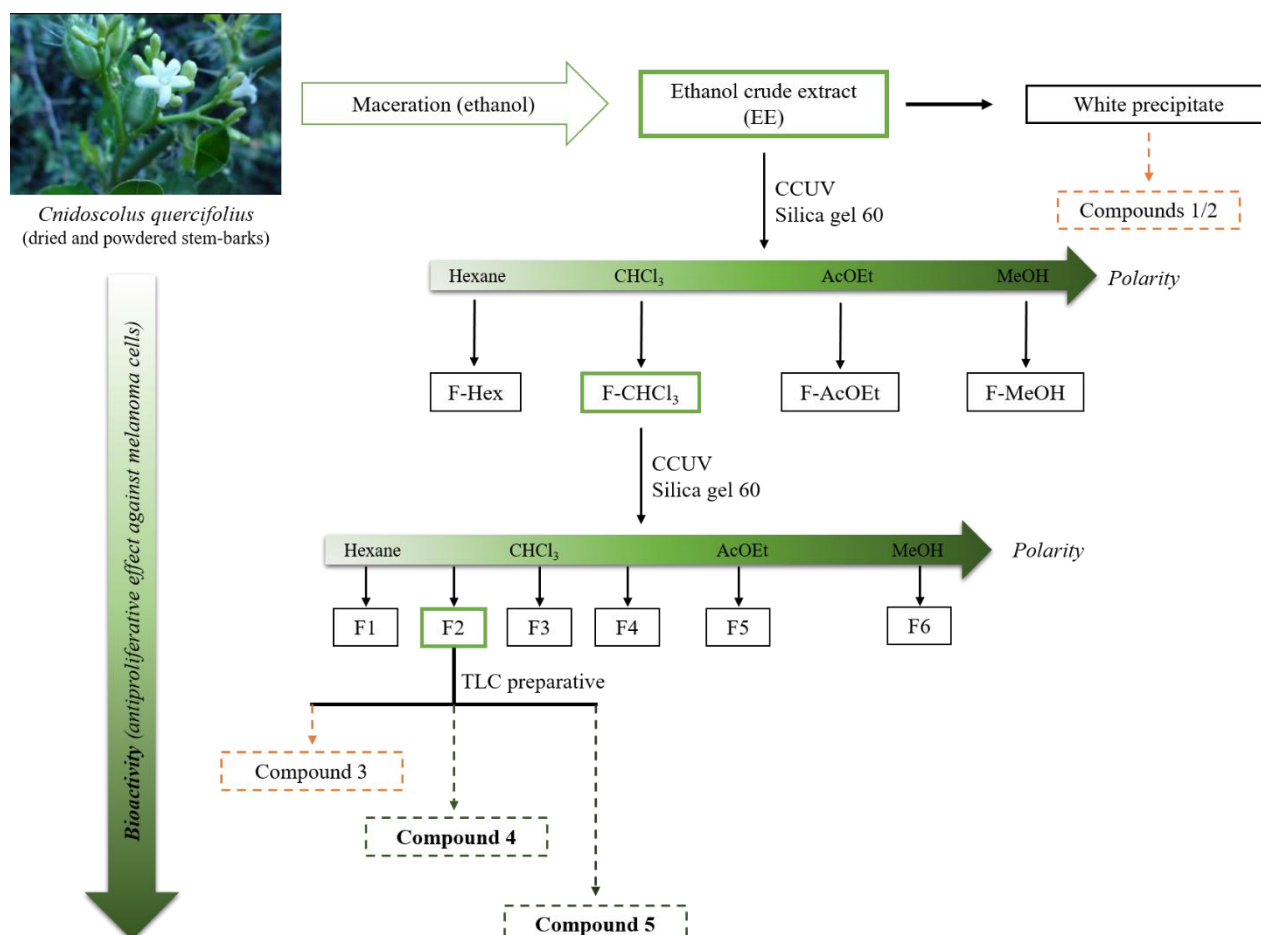 Maceration (ethanol)
Ethanol crude extract
(EE)
White precipitate
Cnidoscolus quercifolius
(dried and powdered stem-barks)
CCUV
Silica gel 60
Compounds 1/2
Hexane
CHCl₃
AcOEt
MeOH
Polarity
F-Hex
F-CHCl₃
F-AcOEt
F-MeOH
Bioactivity (antiproliferative effect against melanoma cells)
CCUV
Silica gel 60
Hexane
CHCl₃
AcOEt
MeOH
Polarity
F1
F2
F3
F4
F5
F6
TLC preparative
Compound 3
Compound 4
Compound 5